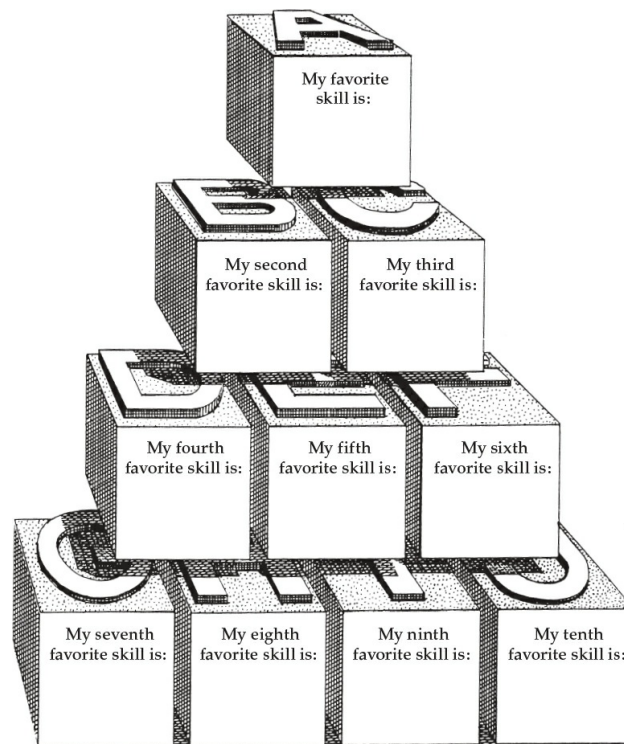 A
My favorite
skill is:
B
C
My second
favorite skill is:
My third
favorite skill is:
D
E
F
My fourth
favorite skill is:
My fifth
favorite skill is:
My sixth
favorite skill is:
G
H
I
J
My seventh
favorite skill is:
My eighth
favorite skill is:
My ninth
favorite skill is:
My tenth
favorite skill is: